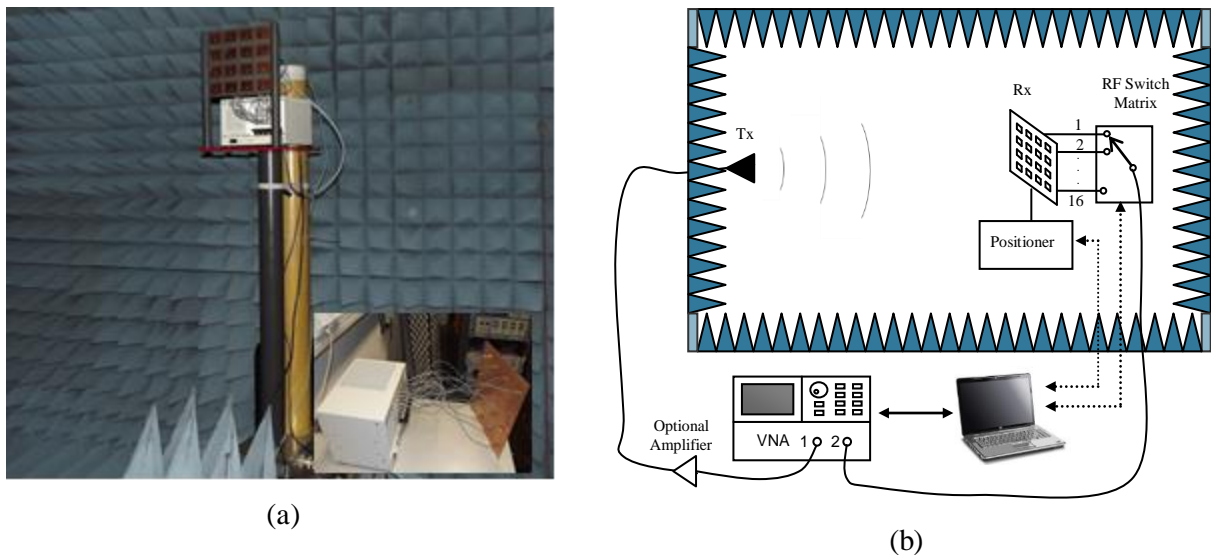 Tx
Rx
RF Switch
Matrix
1
2
16
Positioner
Optional
Amplifier
VNA 1 2
(a)
(b)